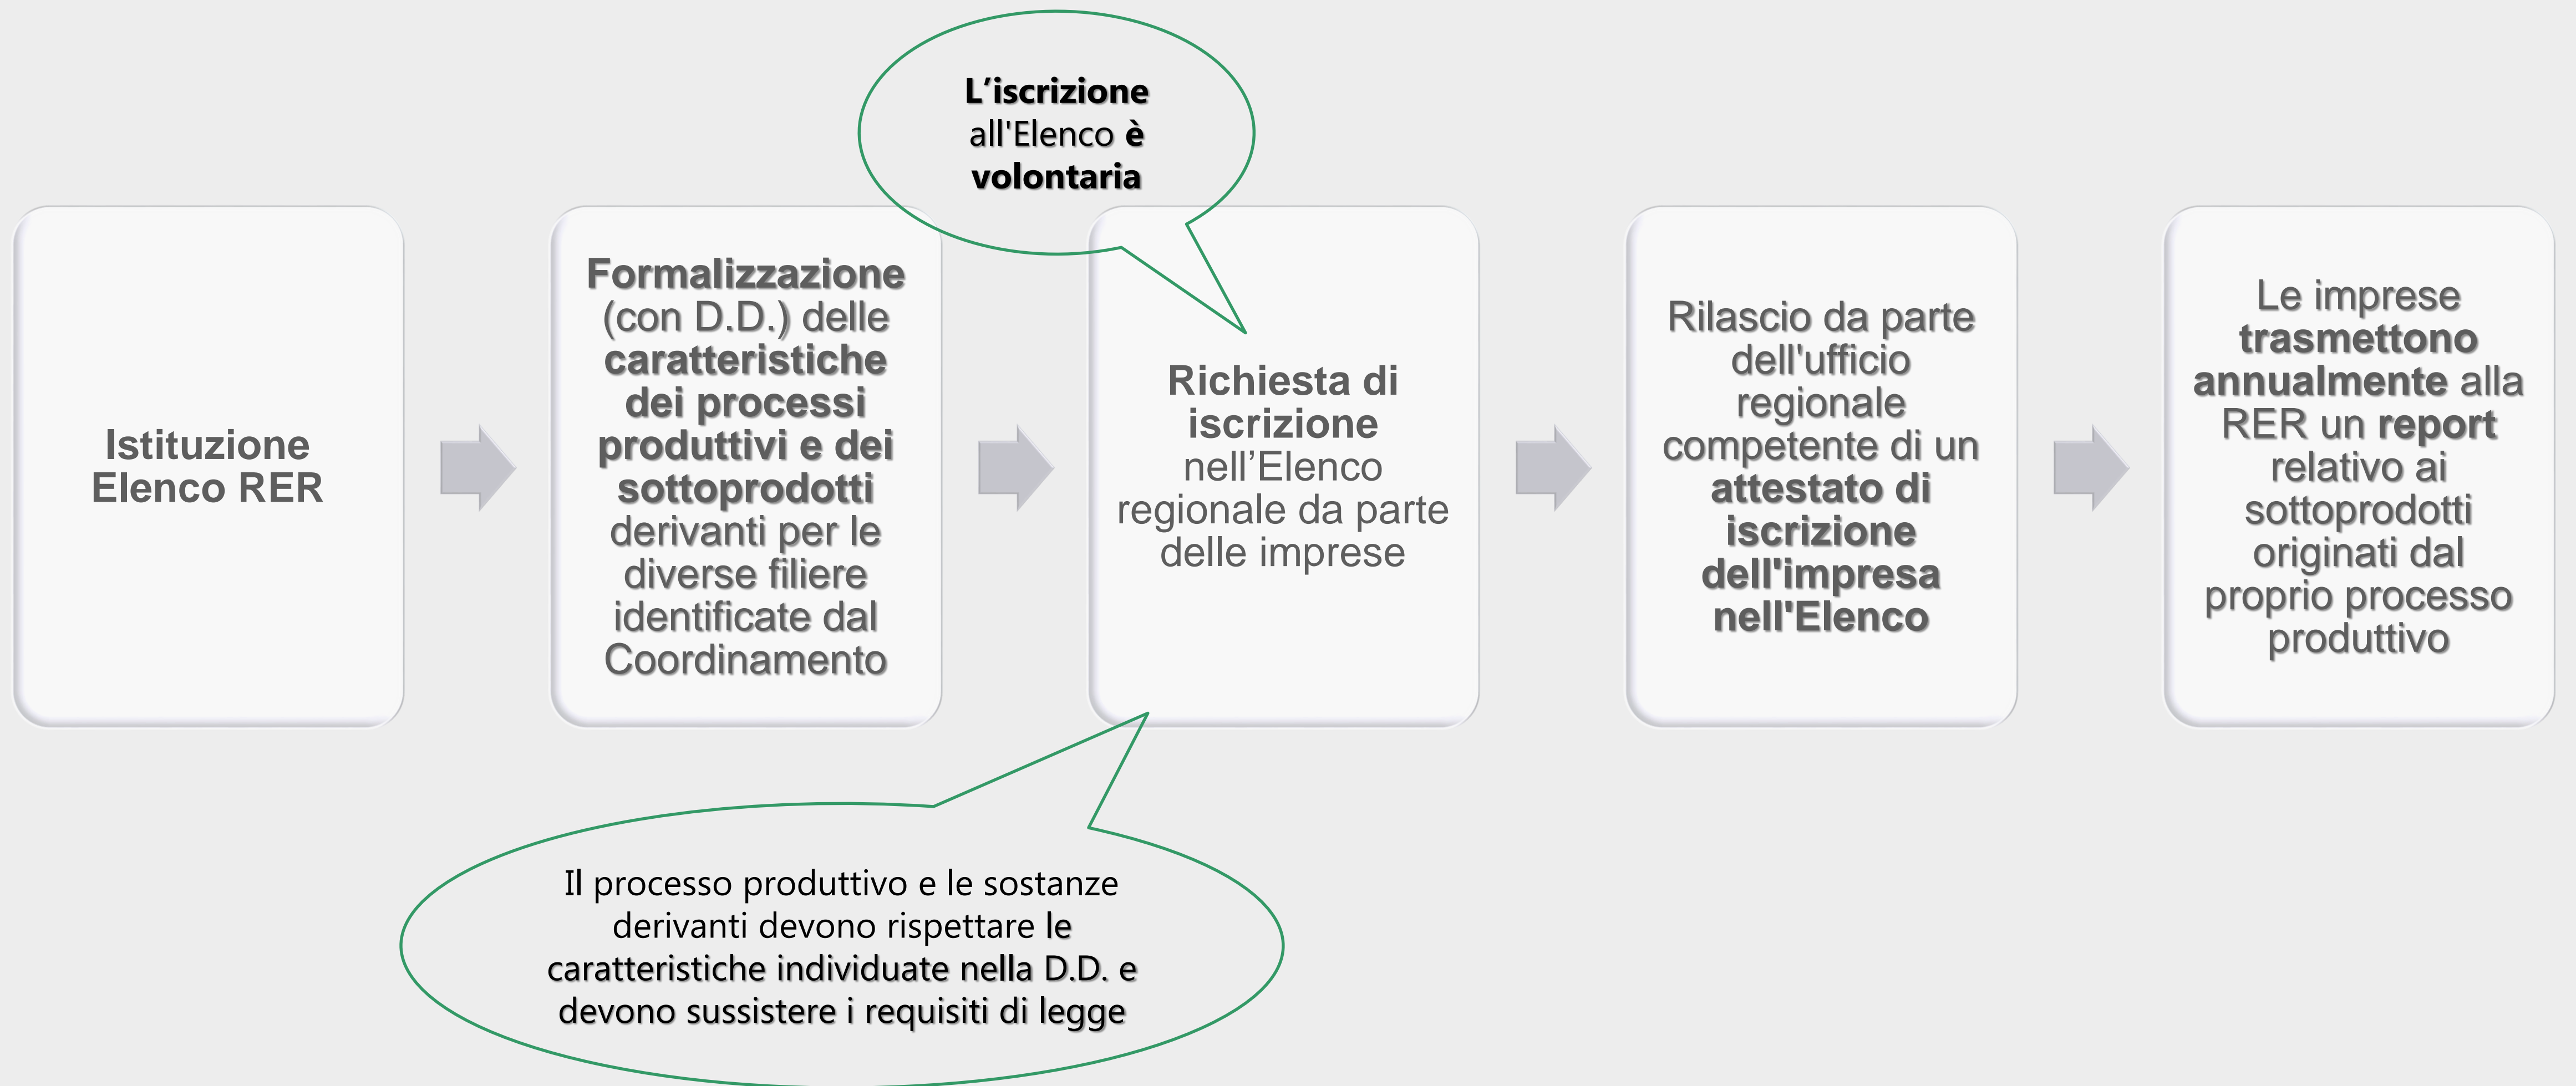 L’iscrizione
all'Elenco è
volontaria
Istituzione
Elenco RER
Formalizzazione
(con D.D.) delle
caratteristiche
dei processi
produttivi e dei
sottoprodotti
derivanti per le
diverse filiere
identificate dal
Coordinamento
Richiesta di
iscrizione
nell’Elenco
regionale da parte
delle imprese
Rilascio da parte
dell'ufficio
regionale
competente di un
attestato di
iscrizione
dell'impresa
nell'Elenco
Le imprese
trasmettono
annualmente alla
RER un report
relativo ai
sottoprodotti
originati dal
proprio processo
produttivo
Il processo produttivo e le sostanze
derivanti devono rispettare le
caratteristiche individuate nella D.D. e
devono sussistere i requisiti di legge